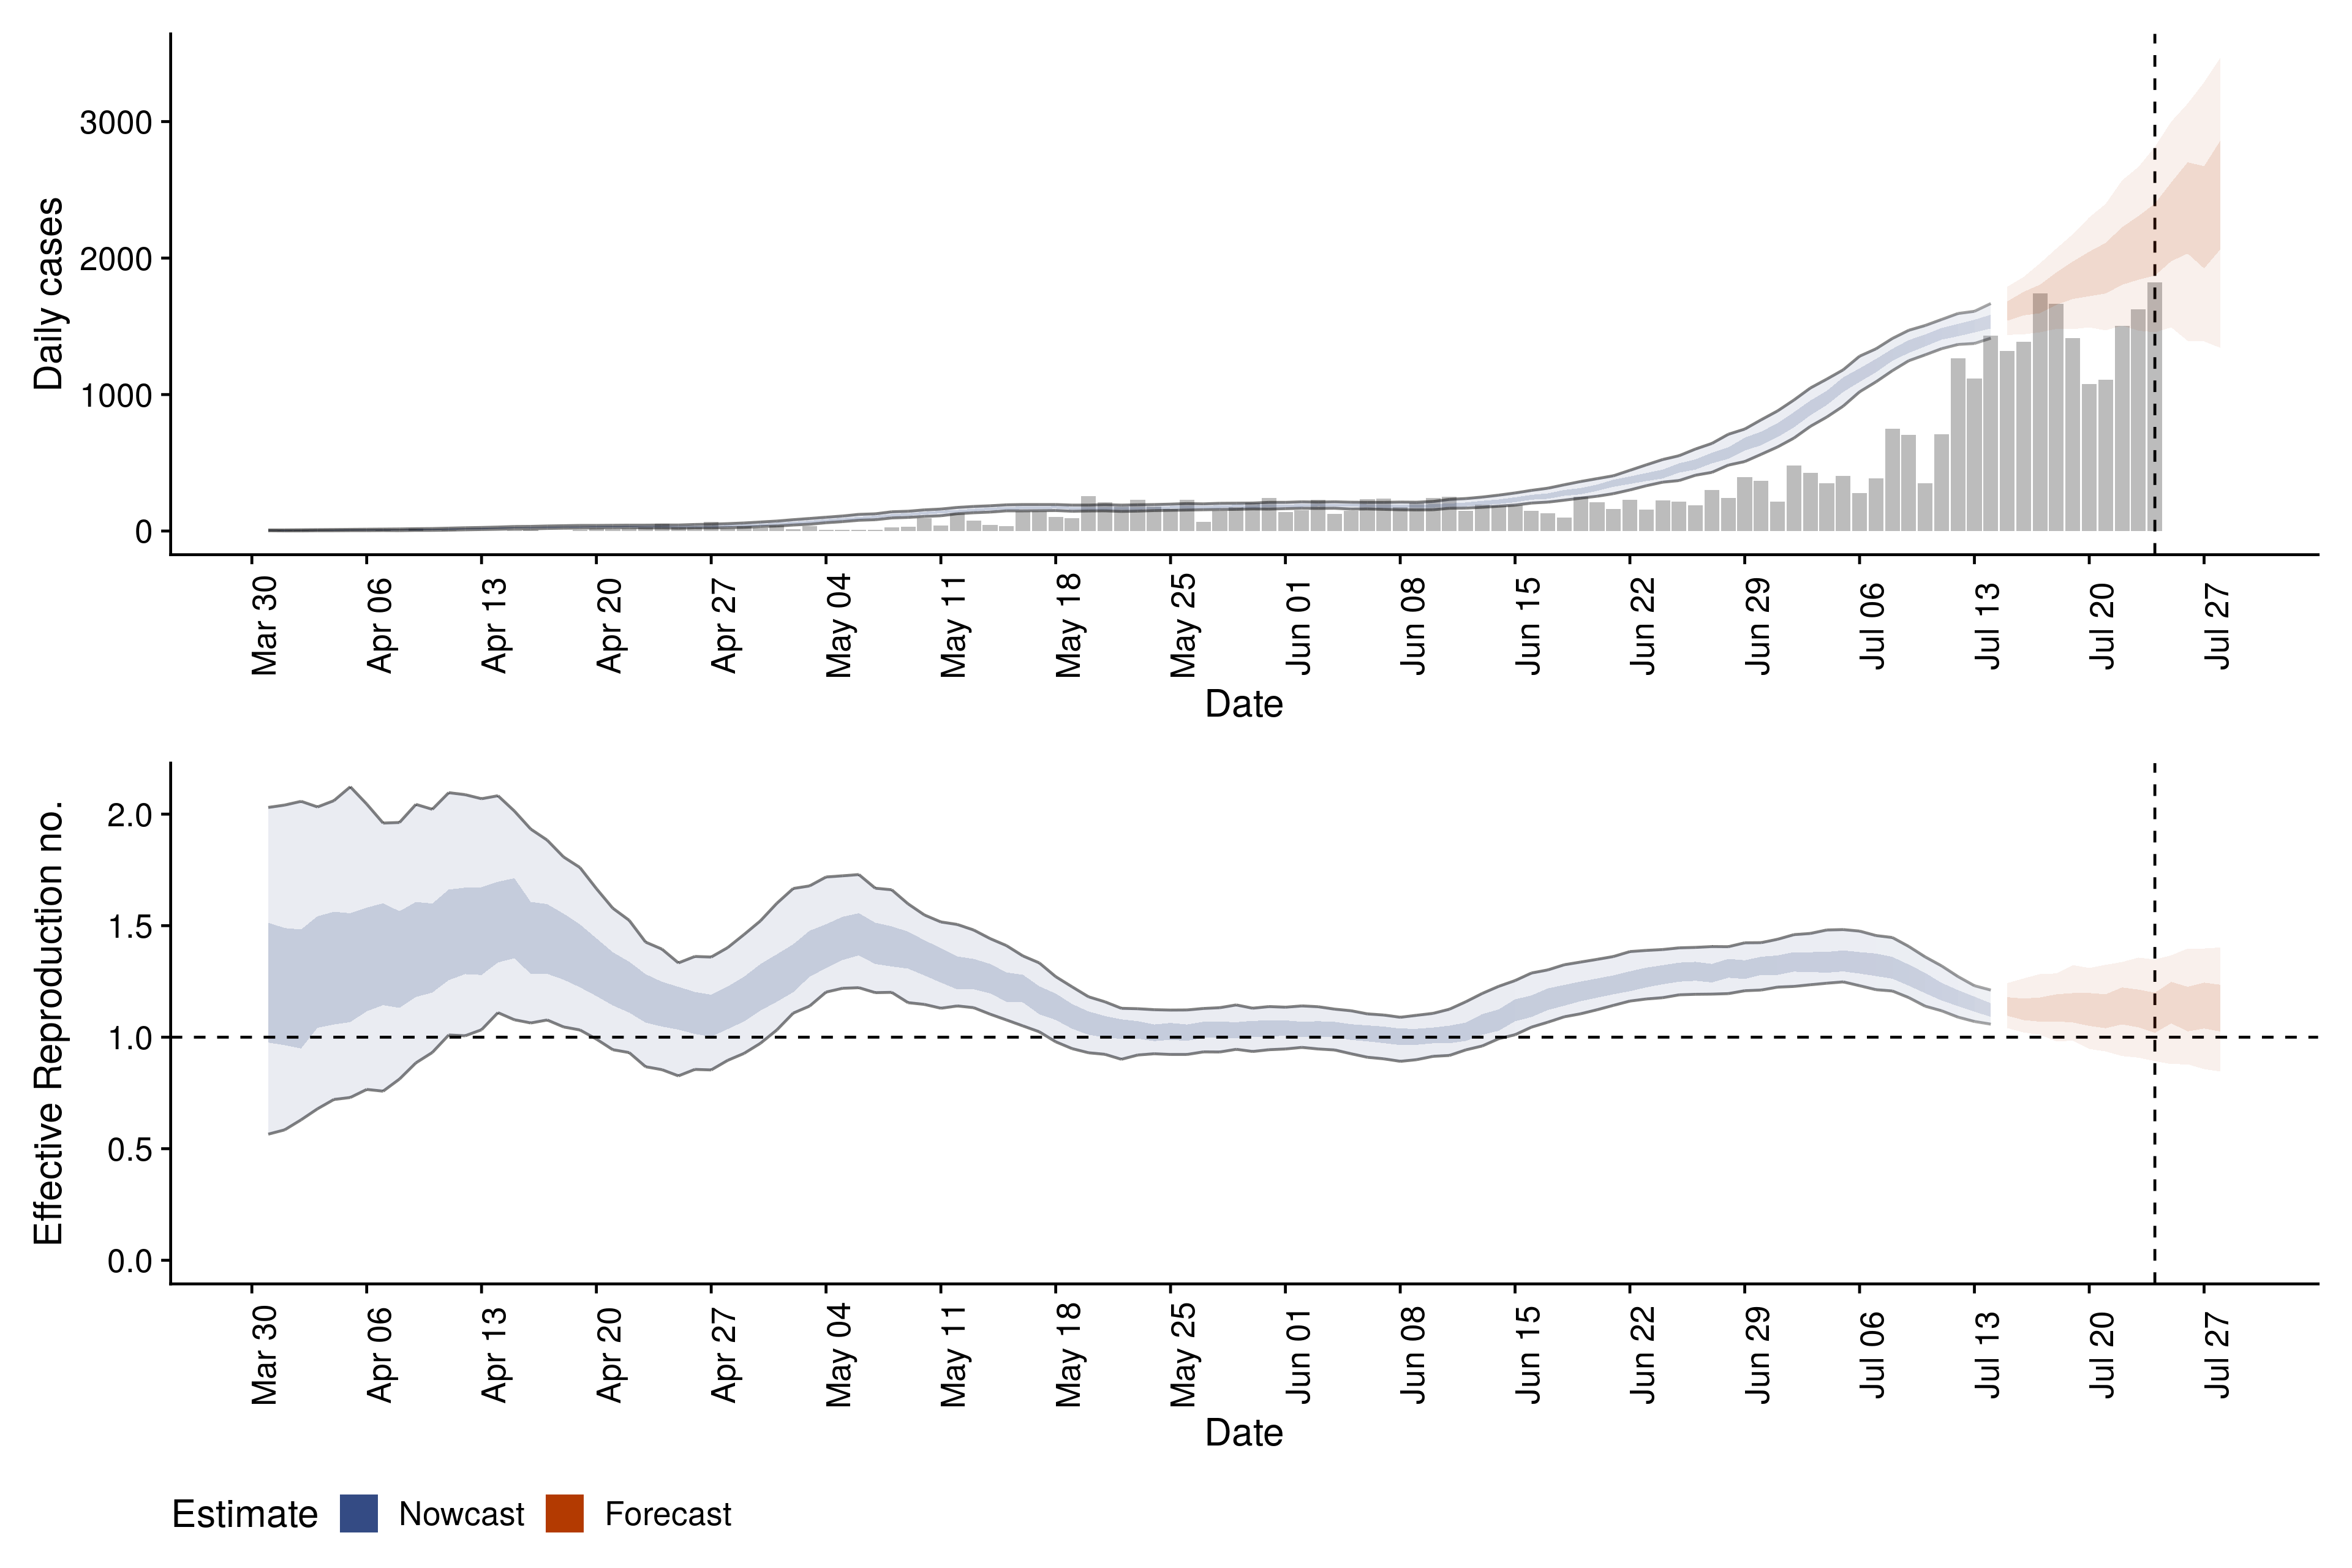 Daily cases
3000
2000
1000
0
Mar 30
Apr 06
Apr 13
Apr 20
Apr 27
May 04
May 11
May 18
May 25
Jun 01
Jun 08
Jun 15
Jun 22
Jun 29
Jul 06
Jul 13
Jul 20
Jul 27
Date
Effective Reproduction no.
2.0
1.5
1.0
0.5
0.0
Mar 30
Apr 06
Apr 13
Apr 20
Apr 27
May 04
May 11
May 18
May 25
Jun 01
Jun 08
Jun 15
Jun 22
Jun 29
Jul 06
Jul 13
Jul 20
Jul 27
Date
Estimate Nowcast Forecast